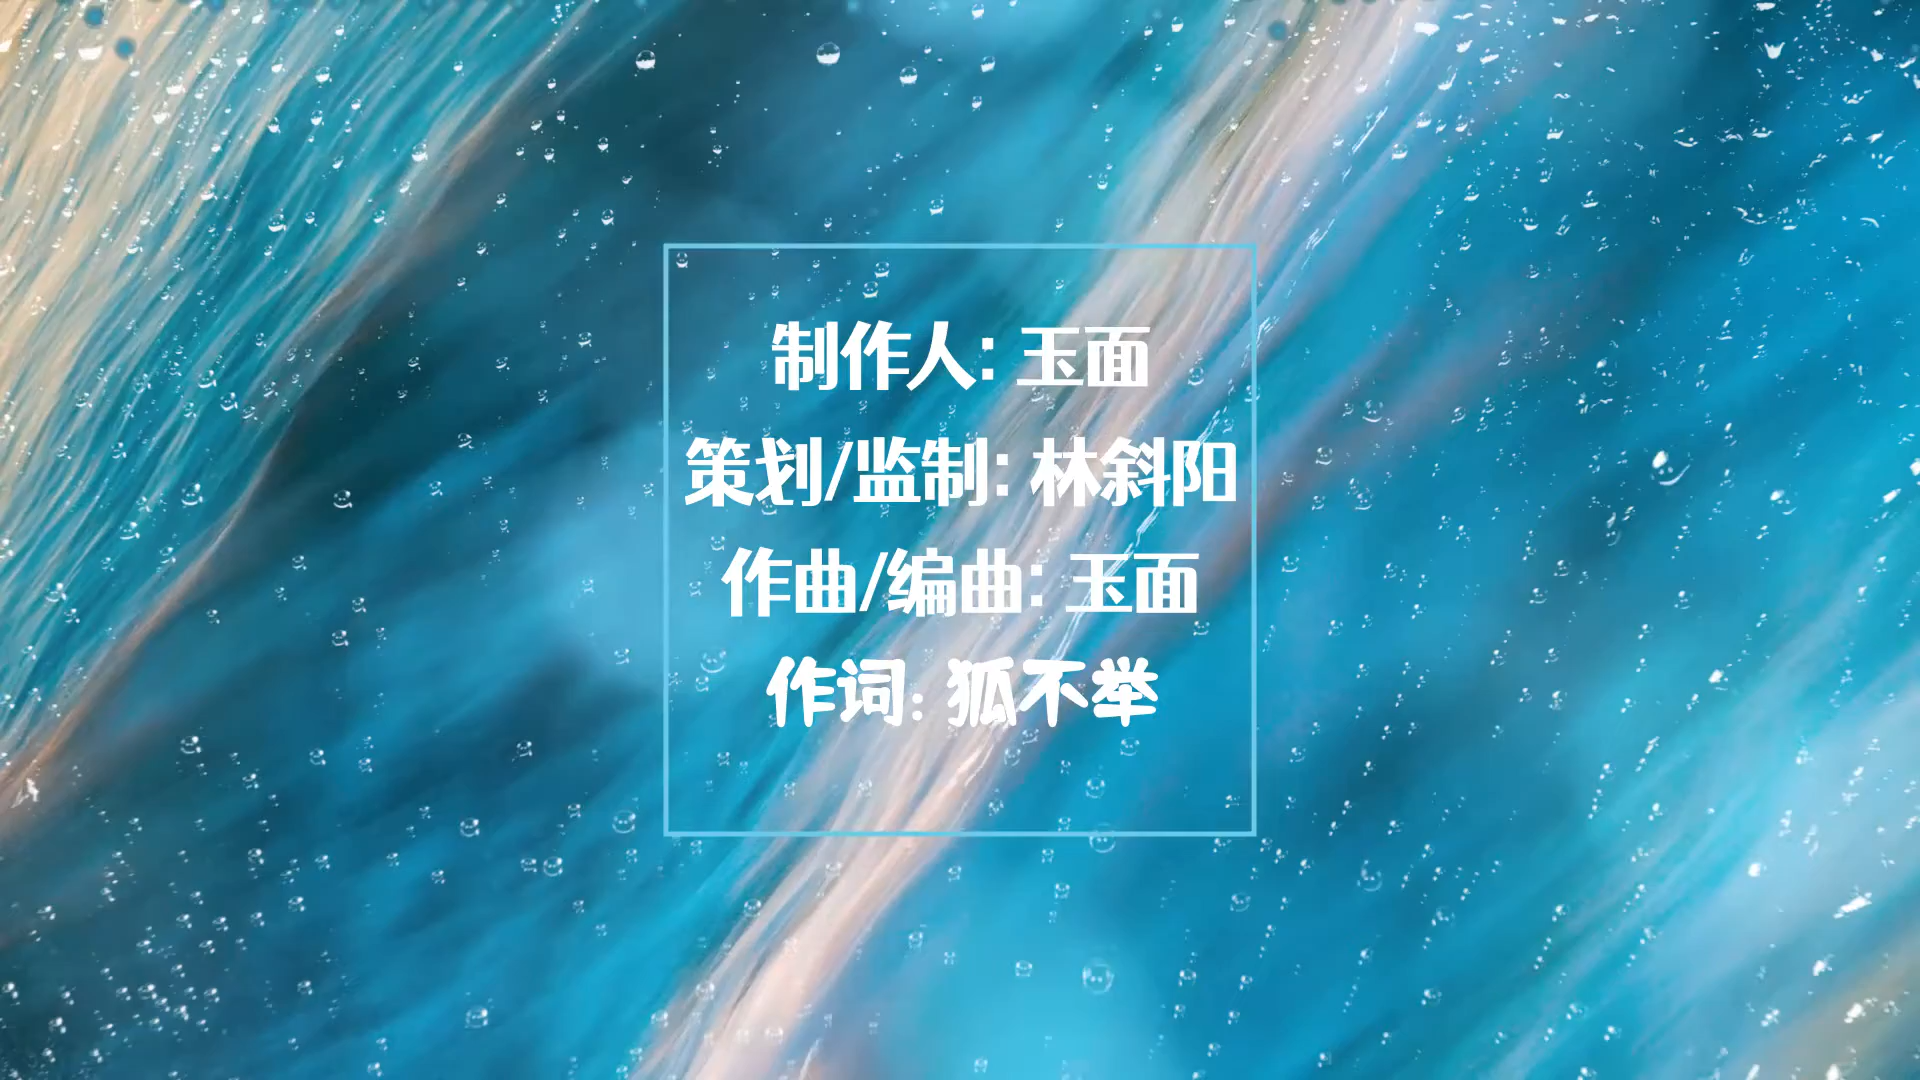 制作人: 玉面
策划/监制: 林斜阳
作曲/编曲: 玉面
作词: 狐不举